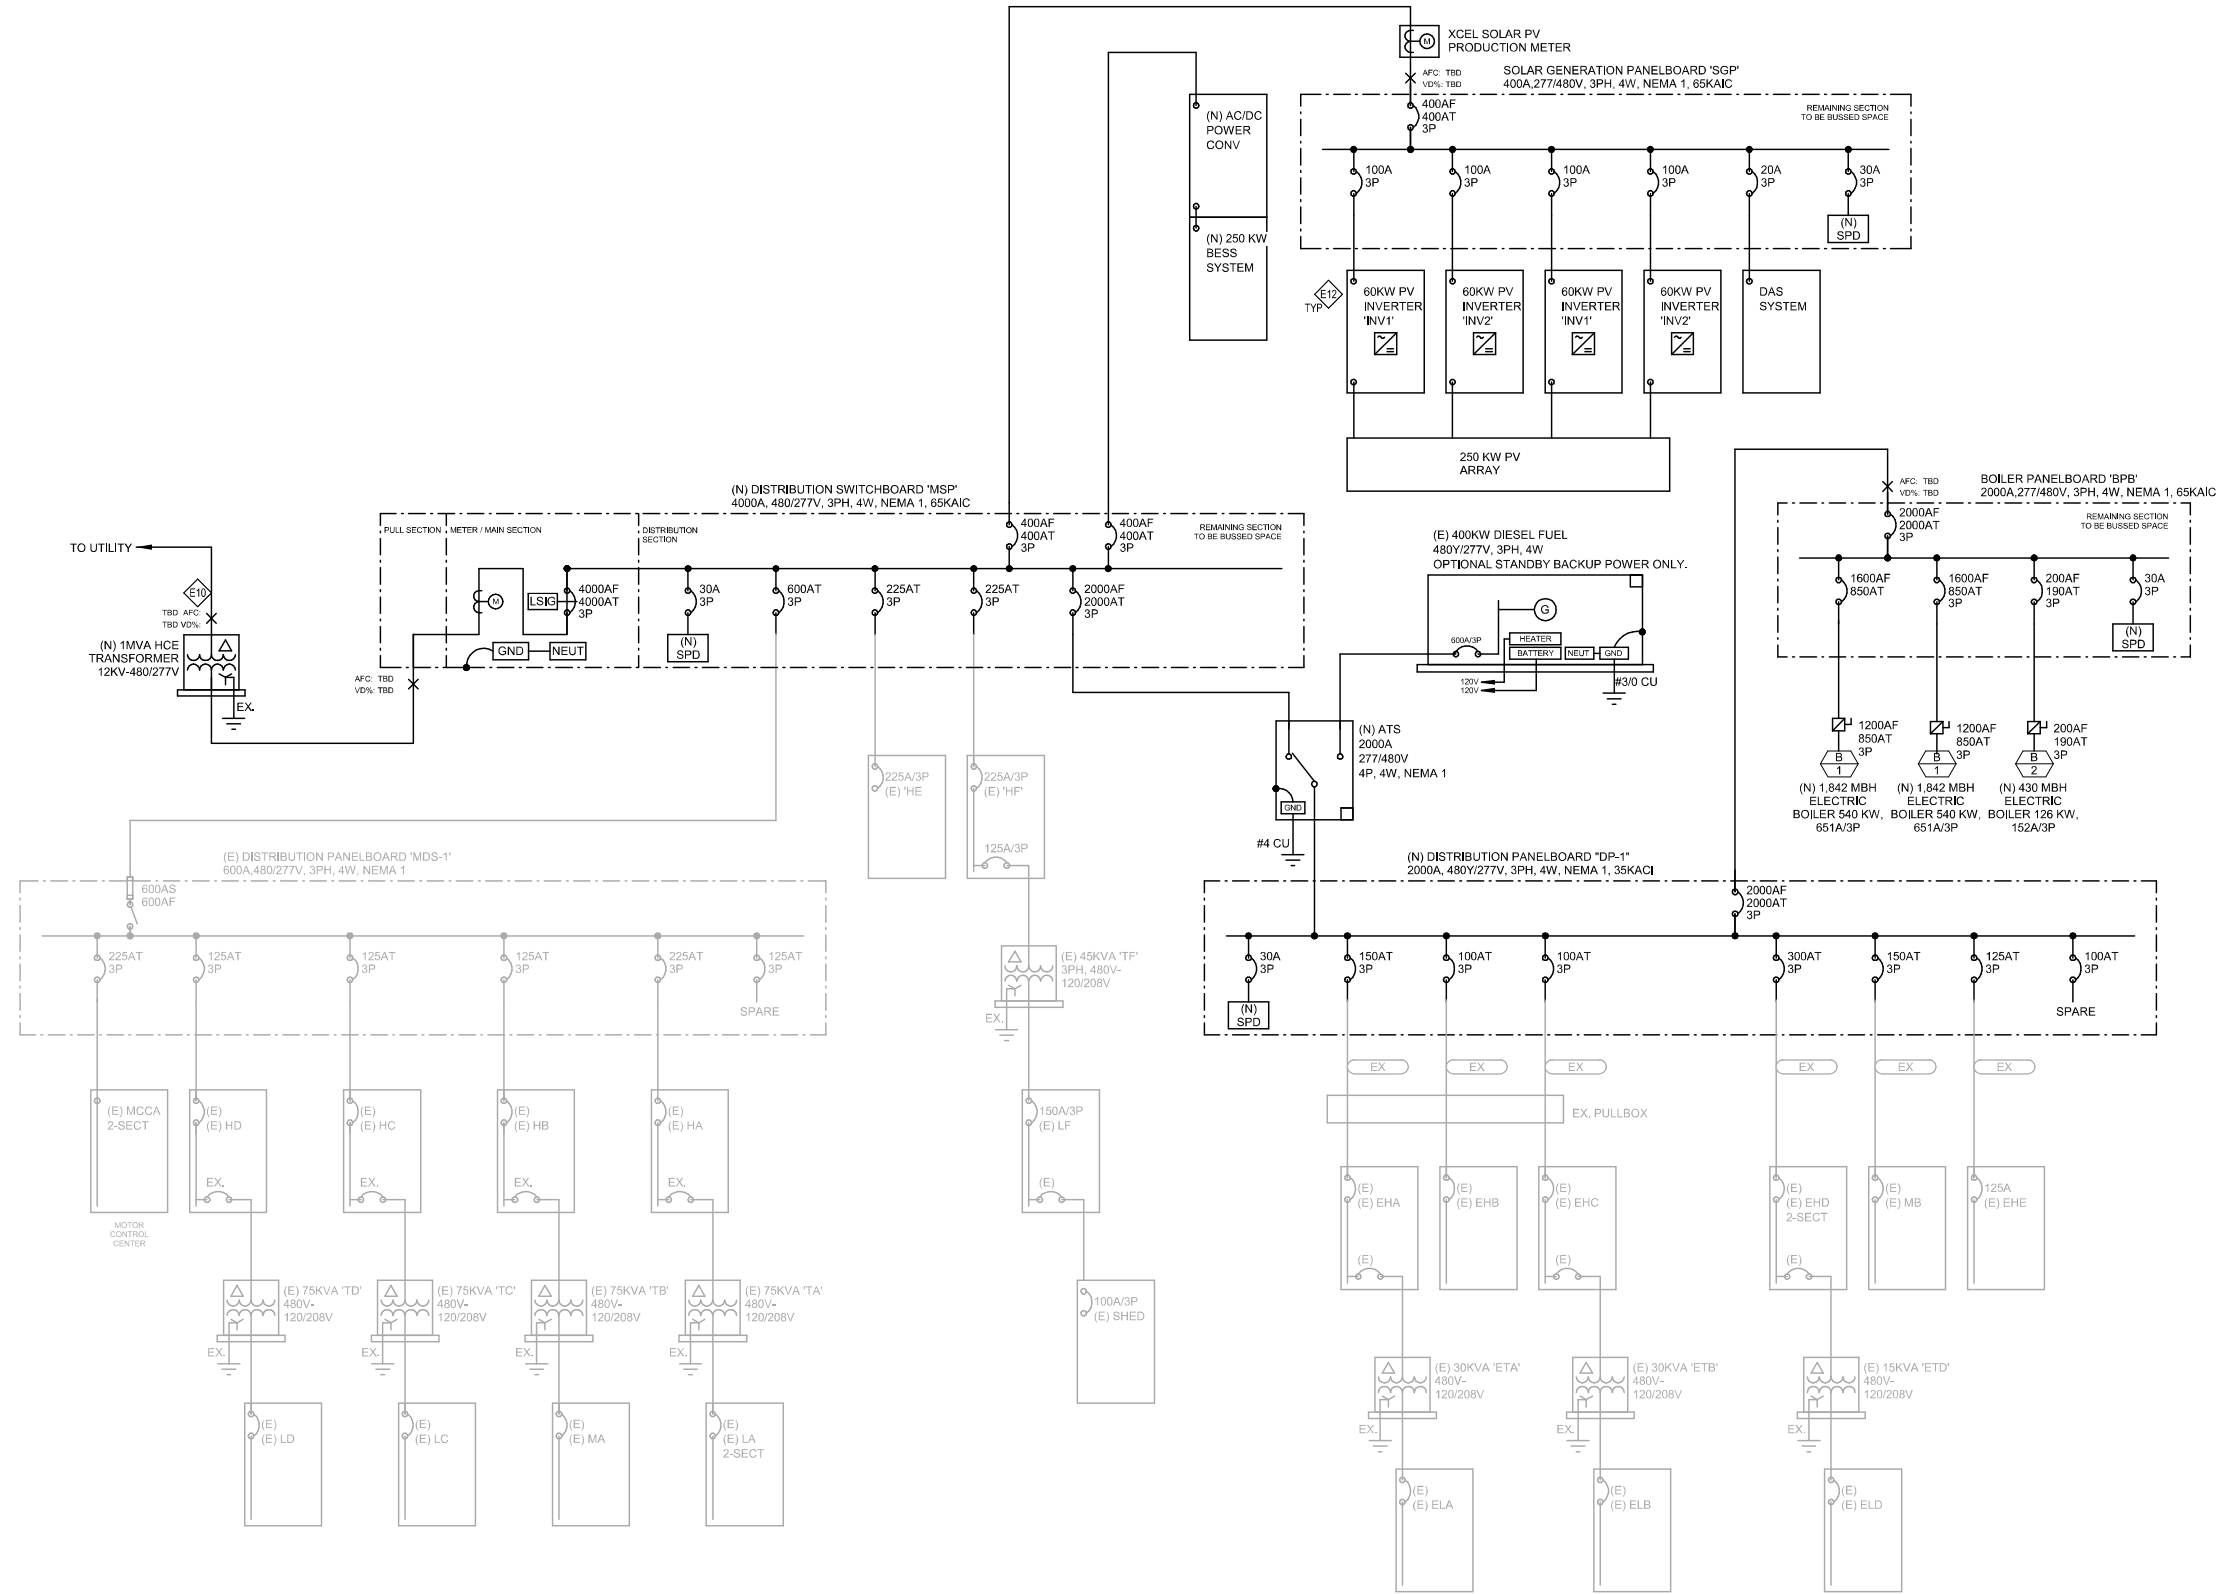 XCEL SOLAR PV
PRODUCTION METER
M
AFC: TBD
VD%: TBD
SOLAR GENERATION PANELBOARD 'SGP'
400A,277/480V, 3PH, 4W, NEMA 1, 65KAIC
400AF
400AT
3P
REMAINING SECTION
TO BE BUSSED SPACE
100A
3P
100A
3P
100A
3P
100A
3P
20A
3P
30A
3P
(N)
SPD
(N) AC/DC
POWER
CONV
(N) 250 KW
BESS
SYSTEM
E12
TYP
60KW PV
INVERTER
'INV1'
60KW PV
INVERTER
'INV2'
60KW PV
INVERTER
'INV1'
60KW PV
INVERTER
'INV2'
DAS
SYSTEM
250 KW PV
ARRAY
(N) DISTRIBUTION SWITCHBOARD 'MSP'
4000A, 480/277V, 3PH, 4W, NEMA 1, 65KAIC
PULL SECTION
METER / MAIN SECTION
DISTRIBUTION
SECTION
400AF
400AT
3P
400AF
400AT
3P
REMAINING SECTION
TO BE BUSSED SPACE
M
LSIG
4000AF
4000AT
3P
GND
NEUT
30A
3P
(N)
SPD
600AT
3P
225AT
3P
225AT
3P
2000AF
2000AT
3P
TO UTILITY
E10
TBD AFC:
TBD VD%:
(N) 1MVA HCE
TRANSFORMER
12KV-480/277V
EX.
AFC: TBD
VD%: TBD
(E) 400KW DIESEL FUEL
480Y/277V, 3PH, 4W
OPTIONAL STANDBY BACKUP POWER ONLY.
G
600A/3P
HEATER
BATTERY
NEUT
GND
120V
120V
#3/0 CU
BOILER PANELBOARD 'BPB'
2000A,277/480V, 3PH, 4W, NEMA 1, 65KAIC
AFC: TBD
VD%: TBD
2000AF
2000AT
3P
REMAINING SECTION
TO BE BUSSED SPACE
1600AF
850AT
1600AF
850AT
3P
200AF
190AT
3P
30A
3P
(N)
SPD
1200AF
850AT
3P
1200AF
850AT
3P
200AF
190AT
3P
B
1
B
1
B
2
(N) 1,842 MBH
ELECTRIC
BOILER 540 KW,
651A/3P
(N) 1,842 MBH
ELECTRIC
BOILER 540 KW,
651A/3P
(N) 430 MBH
ELECTRIC
BOILER 126 KW,
152A/3P
(N) ATS
2000A
277/480V
4P, 4W, NEMA 1
GND
#4 CU
225A/3P
(E) 'HE
225A/3P
(E) 'HF'
125A/3P
(E) 45KVA 'TF'
3PH, 480V-
120/208V
EX.
150A/3P
(E) LF
(E)
100A/3P
(E) SHED
(E) DISTRIBUTION PANELBOARD 'MDS-1'
600A,480/277V, 3PH, 4W, NEMA 1
600AS
600AF
225AT
3P
125AT
3P
125AT
3P
125AT
3P
225AT
3P
125AT
3P
SPARE
(E) MCCA
2-SECT
MOTOR
CONTROL
CENTER
(E)
(E) HD
EX.
(E)
(E) HC
EX.
(E)
(E) HB
EX.
(E)
(E) HA
EX.
(E) 75KVA 'TD'
480V-
120/208V
EX.
(E) 75KVA 'TC'
480V-
120/208V
EX.
(E) 75KVA 'TB'
480V-
120/208V
EX.
(E) 75KVA 'TA'
480V-
120/208V
EX.
(E)
(E) LD
(E)
(E) LC
(E)
(E) MA
(E)
(E) LA
2-SECT
(N) DISTRIBUTION PANELBOARD "DP-1"
2000A, 480Y/277V, 3PH, 4W, NEMA 1, 35KACI
2000AF
2000AT
3P
30A
3P
(N)
SPD
150AT
3P
100AT
3P
100AT
3P
300AT
3P
150AT
3P
125AT
3P
100AT
3P
SPARE
EX
EX
EX
EX
EX
EX
EX. PULLBOX
(E)
(E) EHA
(E)
(E)
(E) EHB
(E)
(E) EHC
(E)
(E)
(E) EHD
2-SECT
(E)
(E)
(E) MB
125A
(E) EHE
(E) 30KVA 'ETA'
480V-
120/208V
EX.
(E) 30KVA 'ETB'
480V-
120/208V
EX.
(E) 15KVA 'ETD'
480V-
120/208V
EX.
(E)
(E) ELA
(E)
(E) ELB
(E)
(E) ELD